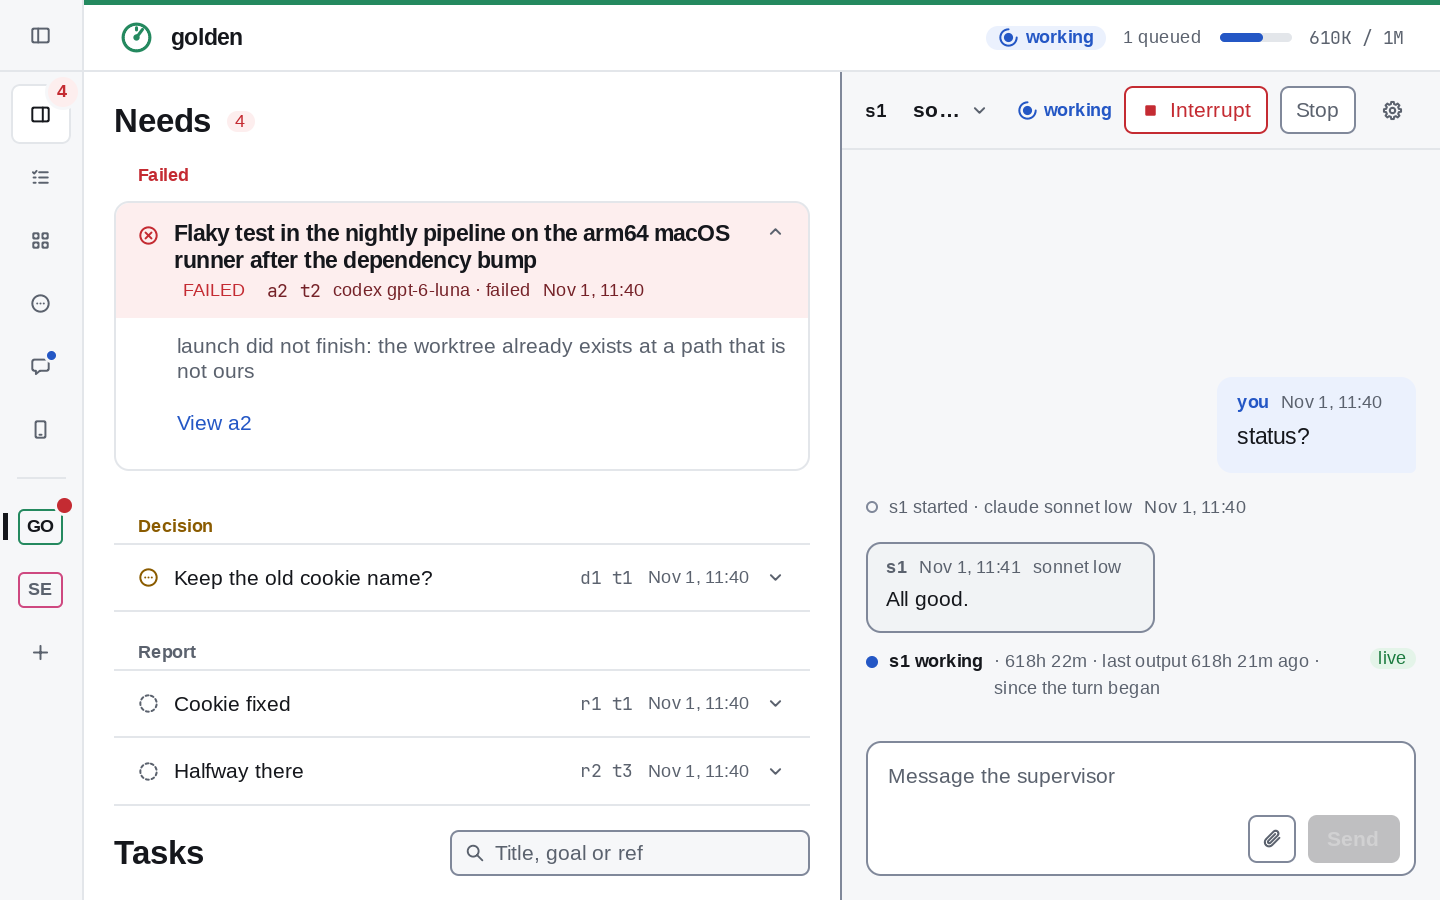 golden
working
1 queued
610K / 1M
4
Needs 4
Failed
Flaky test in the nightly pipeline on the arm64 macOS
runner after the dependency bump
FAILED a2 t2 codex gpt-6-luna · failed Nov 1, 11:40
launch did not finish: the worktree already exists at a path that is
not ours
View a2
Decision
Keep the old cookie name? d1 t1 Nov 1, 11:40
Report
Cookie fixed r1 t1 Nov 1, 11:40
Halfway there r2 t3 Nov 1, 11:40
Tasks
Title, goal or ref
GO
SE
s1 so... working Interrupt Stop
you Nov 1, 11:40
status?
s1 started · claude sonnet low Nov 1, 11:40
s1 Nov 1, 11:41 sonnet low
All good.
s1 working · 618h 22m · last output 618h 21m ago ·
since the turn began
live
Message the supervisor
Send